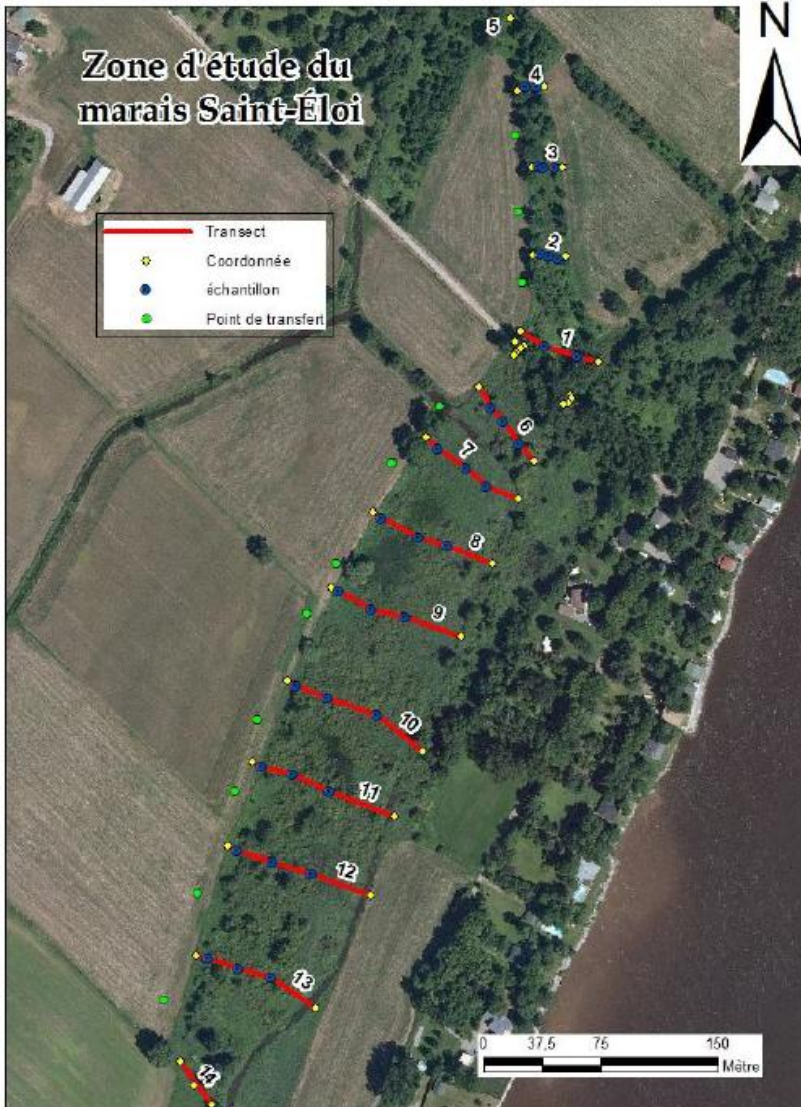 Zone d'étude du
marais Saint-Éloi
N
Transect
Coordonnée
échantillon
Point de transfert
5
4
3
2
1
6
7
8
9
10
11
12
13
14
0 37,5 75 150
Mètre